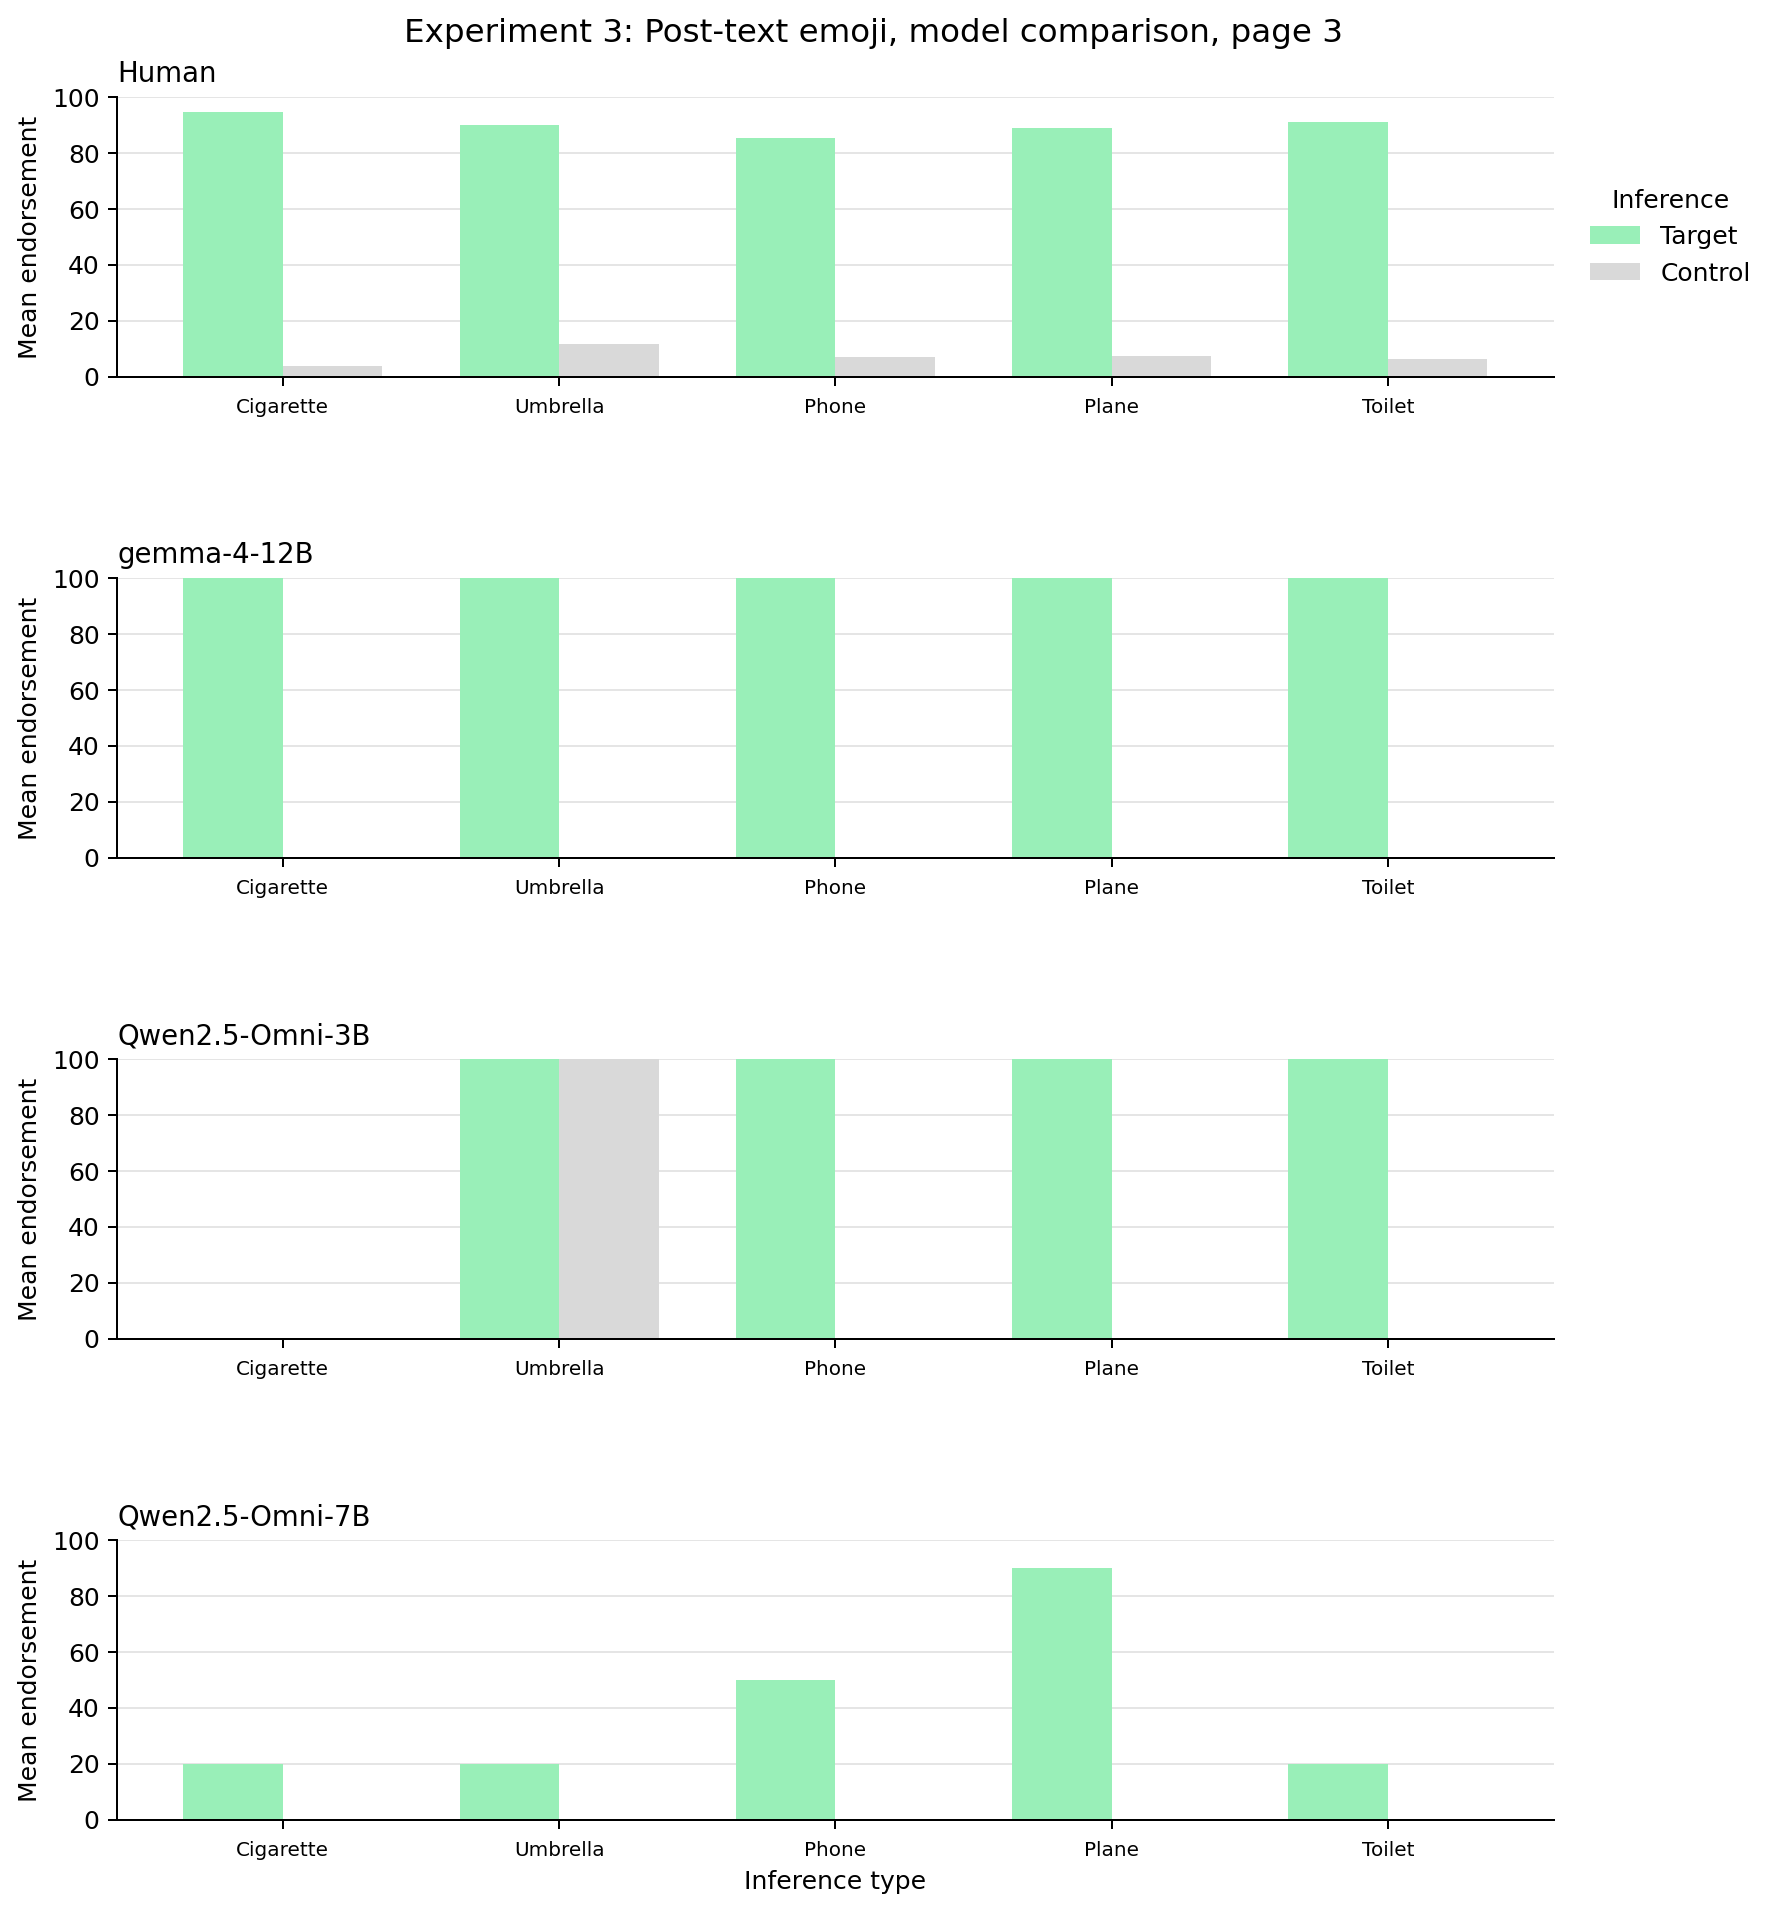 Experiment 3: Post-text emoji, model comparison, page 3
Human
Mean endorsement
100
80
60
40
20
0
Cigarette Umbrella Phone Plane Toilet
Inference
Target
Control
gemma-4-12B
Mean endorsement
100
80
60
40
20
0
Cigarette Umbrella Phone Plane Toilet
Qwen2.5-Omni-3B
Mean endorsement
100
80
60
40
20
0
Cigarette Umbrella Phone Plane Toilet
Qwen2.5-Omni-7B
Mean endorsement
100
80
60
40
20
0
Cigarette Umbrella Phone Plane Toilet
Inference type